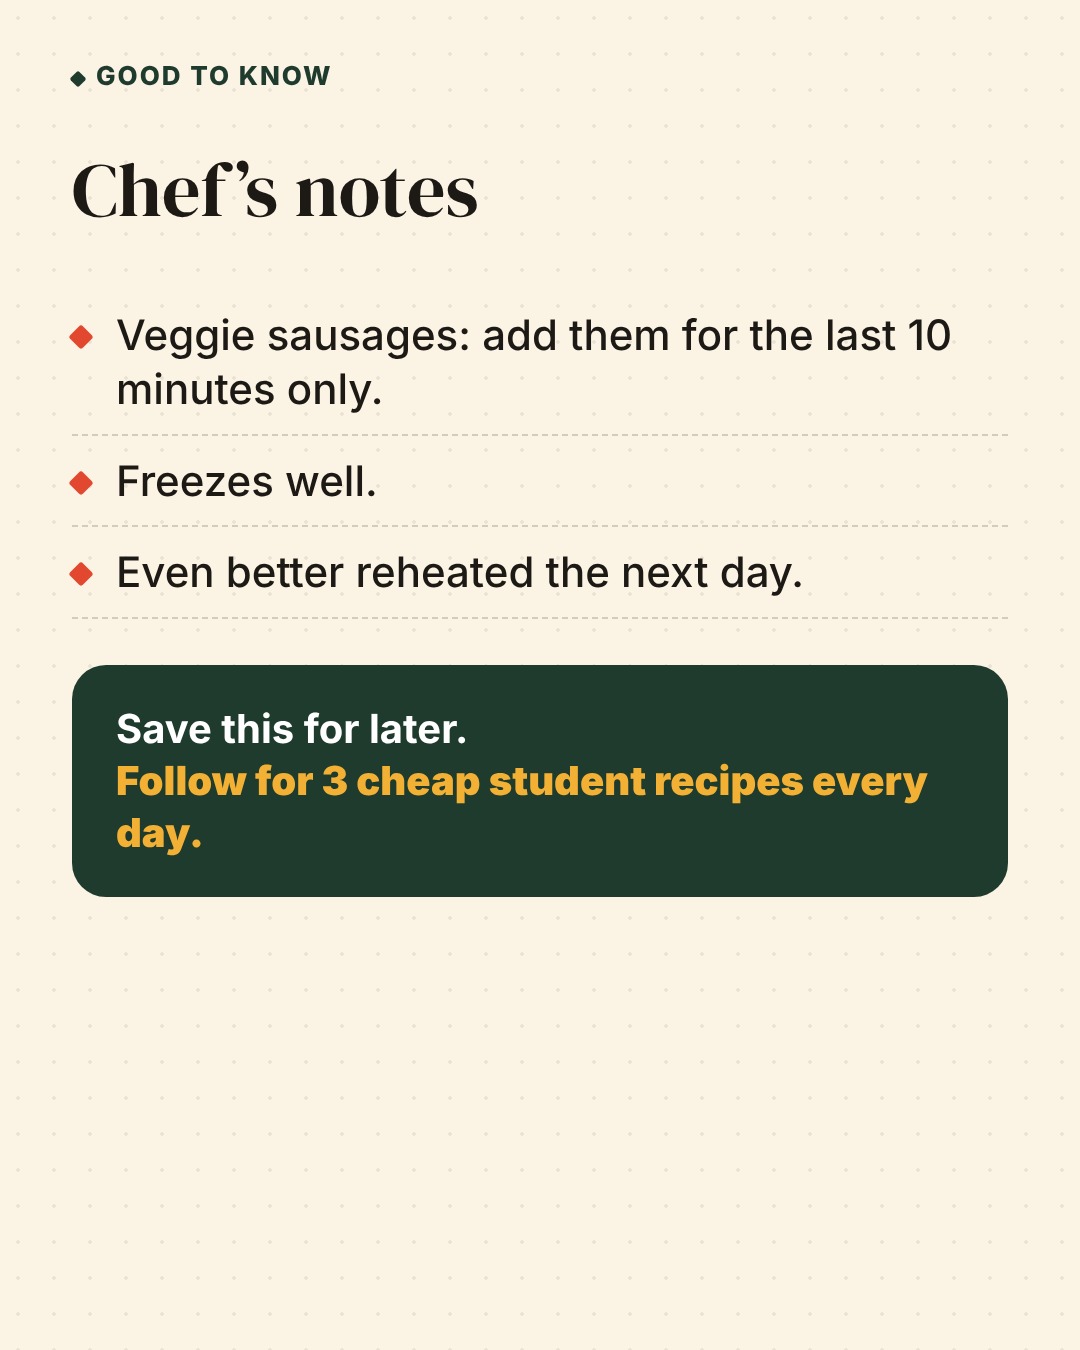 GOOD TO KNOW
Chef’s notes
Veggie sausages: add them for the last 10
minutes only.
Freezes well.
Even better reheated the next day.
Save this for later.
Follow for 3 cheap student recipes every
day.